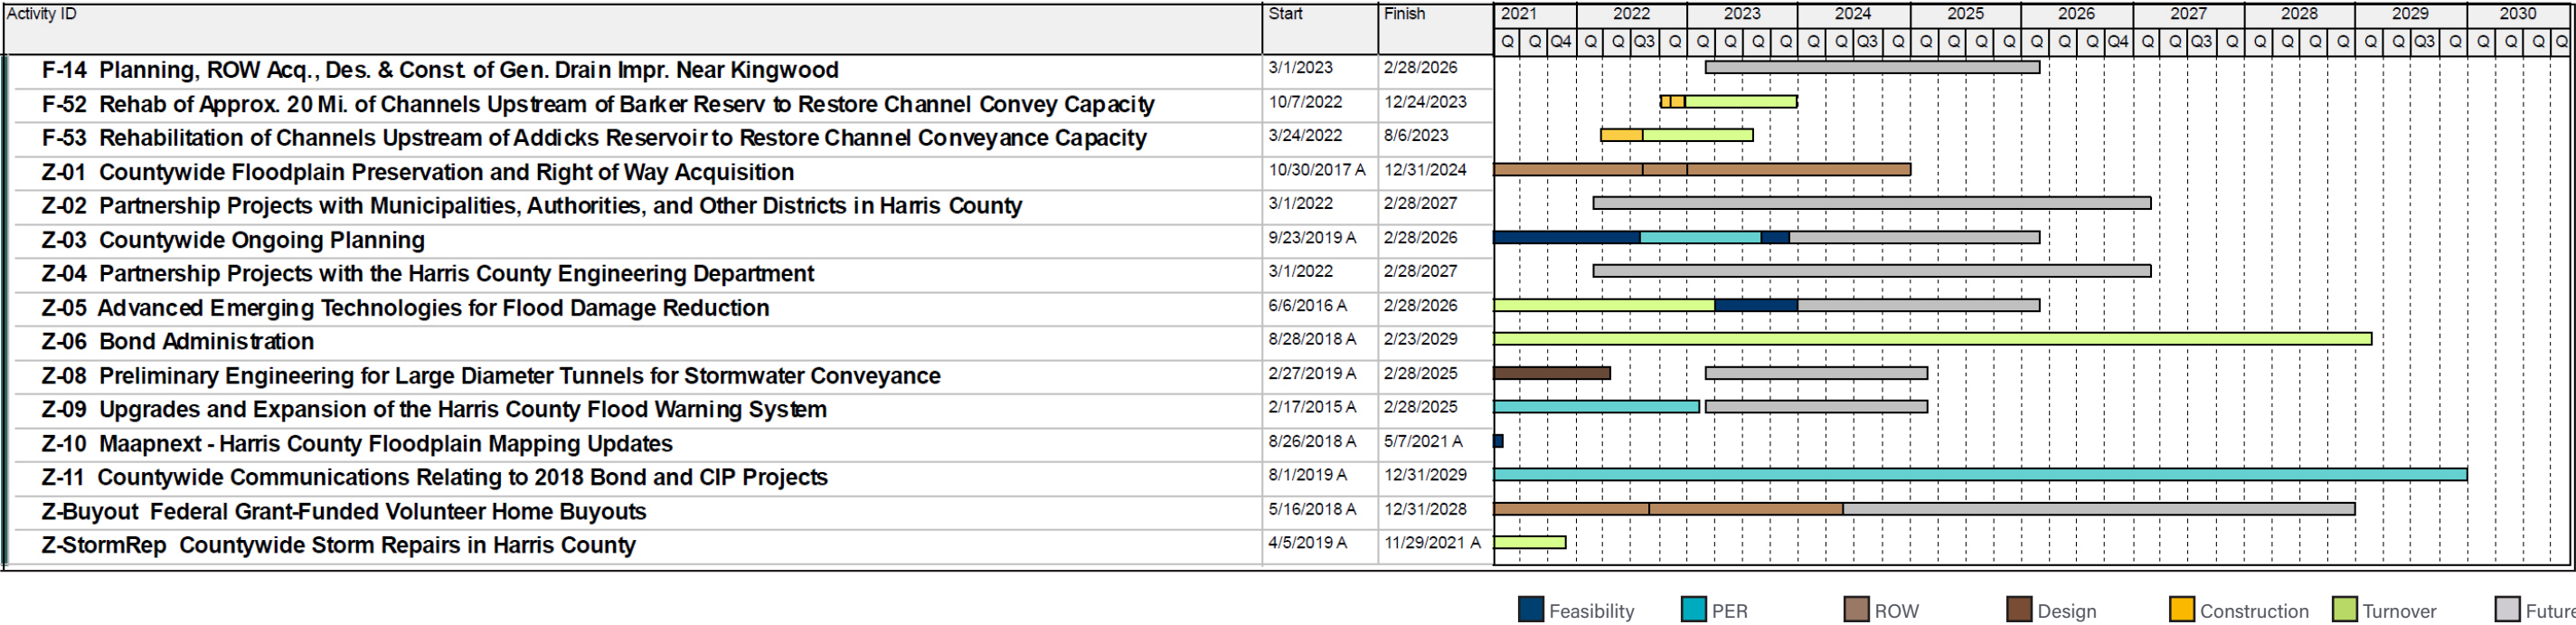 Activity ID Start Finish 2021 2022 2023 2024 2025 2026 2027 2028 2029 2030
Q Q Q4 Q Q Q3 Q Q Q Q Q Q Q Q3 Q Q Q Q Q Q Q Q Q4 Q Q Q3 Q Q Q Q Q Q Q Q3 Q Q Q Q Q
F-14 Planning, ROW Acq., Des. & Const. of Gen. Drain Impr. Near Kingwood 3/1/2023 2/28/2026
F-52 Rehab of Approx. 20 Mi. of Channels Upstream of Barker Reserv to Restore Channel Convey Capacity 10/7/2022 12/24/2023
F-53 Rehabilitation of Channels Upstream of Addicks Reservoir to Restore Channel Conveyance Capacity 3/24/2022 8/6/2023
Z-01 Countywide Floodplain Preservation and Right of Way Acquisition 10/30/2017 A 12/31/2024
Z-02 Partnership Projects with Municipalities, Authorities, and Other Districts in Harris County 3/1/2022 2/28/2027
Z-03 Countywide Ongoing Planning 9/23/2019 A 2/28/2026
Z-04 Partnership Projects with the Harris County Engineering Department 3/1/2022 2/28/2027
Z-05 Advanced Emerging Technologies for Flood Damage Reduction 6/6/2016 A 2/28/2026
Z-06 Bond Administration 8/28/2018 A 2/23/2029
Z-08 Preliminary Engineering for Large Diameter Tunnels for Stormwater Conveyance 2/27/2019 A 2/28/2025
Z-09 Upgrades and Expansion of the Harris County Flood Warning System 2/17/2015 A 2/28/2025
Z-10 Maapnext - Harris County Floodplain Mapping Updates 8/26/2018 A 5/7/2021 A
Z-11 Countywide Communications Relating to 2018 Bond and CIP Projects 8/1/2019 A 12/31/2029
Z-Buyout Federal Grant-Funded Volunteer Home Buyouts 5/16/2018 A 12/31/2028
Z-StormRep Countywide Storm Repairs in Harris County 4/5/2019 A 11/29/2021 A
Feasibility PER ROW Design Construction Turnover Future